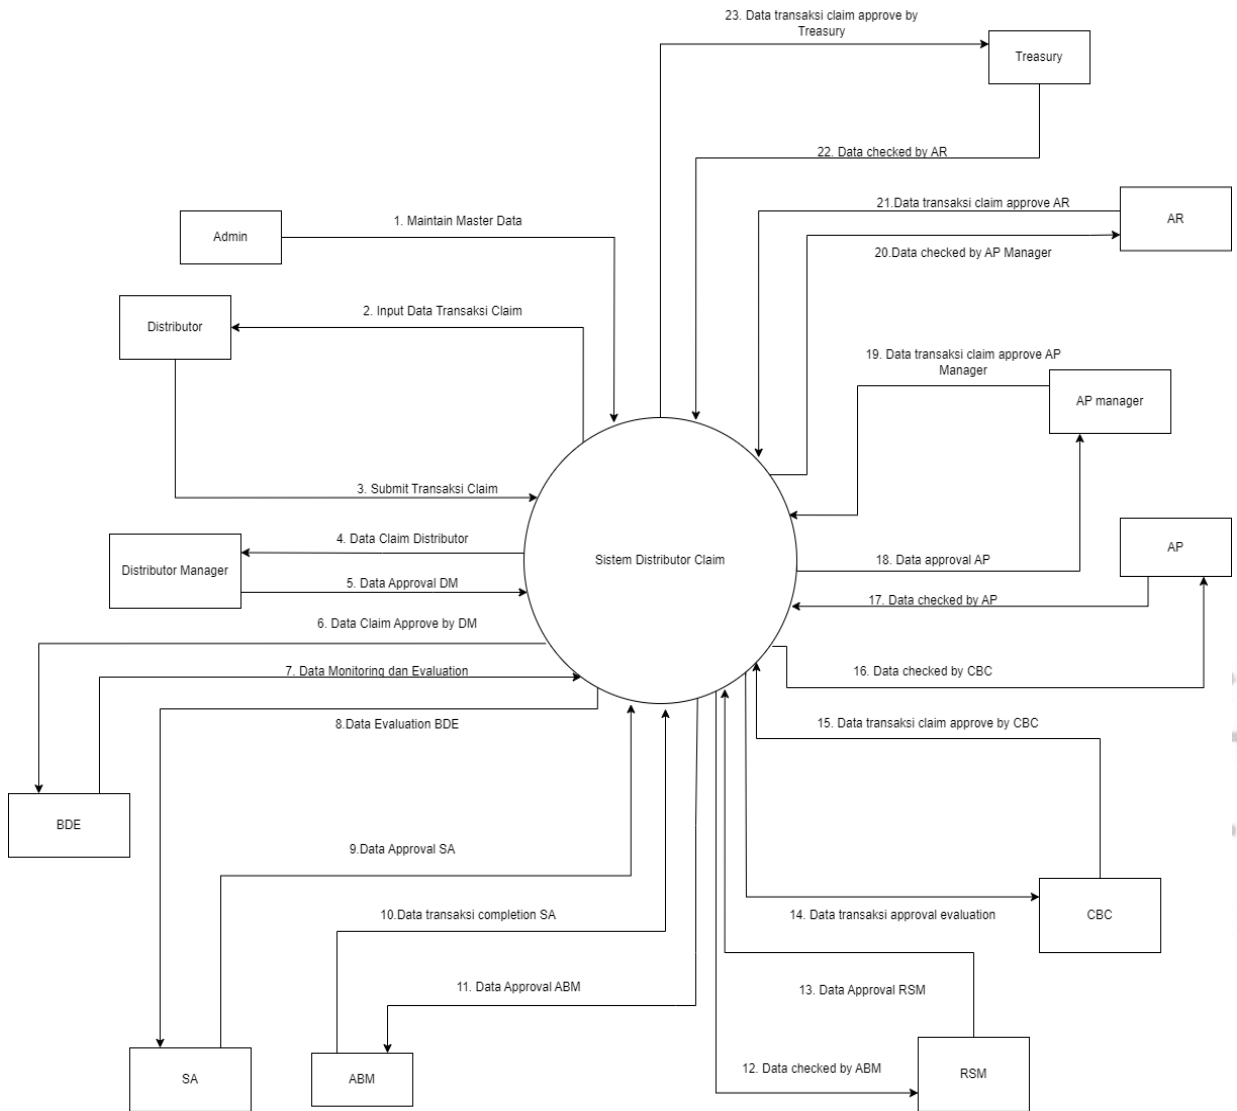 23. Data transaksi claim approve by
Treasury
Treasury
22. Data checked by AR
21.Data transaksi claim approve AR
AR
1. Maintain Master Data
Admin
20.Data checked by AP Manager
2. Input Data Transaksi Claim
Distributor
19. Data transaksi claim approve AP
Manager
AP manager
3. Submit Transaksi Claim
4. Data Claim Distributor
Distributor Manager
5. Data Approval DM
Sistem Distributor Claim
18. Data approval AP
AP
17. Data checked by AP
6. Data Claim Approve by DM
7. Data Monitoring dan Evaluation
16. Data checked by CBC
8.Data Evaluation BDE
15. Data transaksi claim approve by CBC
BDE
9.Data Approval SA
10.Data transaksi completion SA
14. Data transaksi approval evaluation
CBC
11. Data Approval ABM
13. Data Approval RSM
12. Data checked by ABM
RSM
SA
ABM